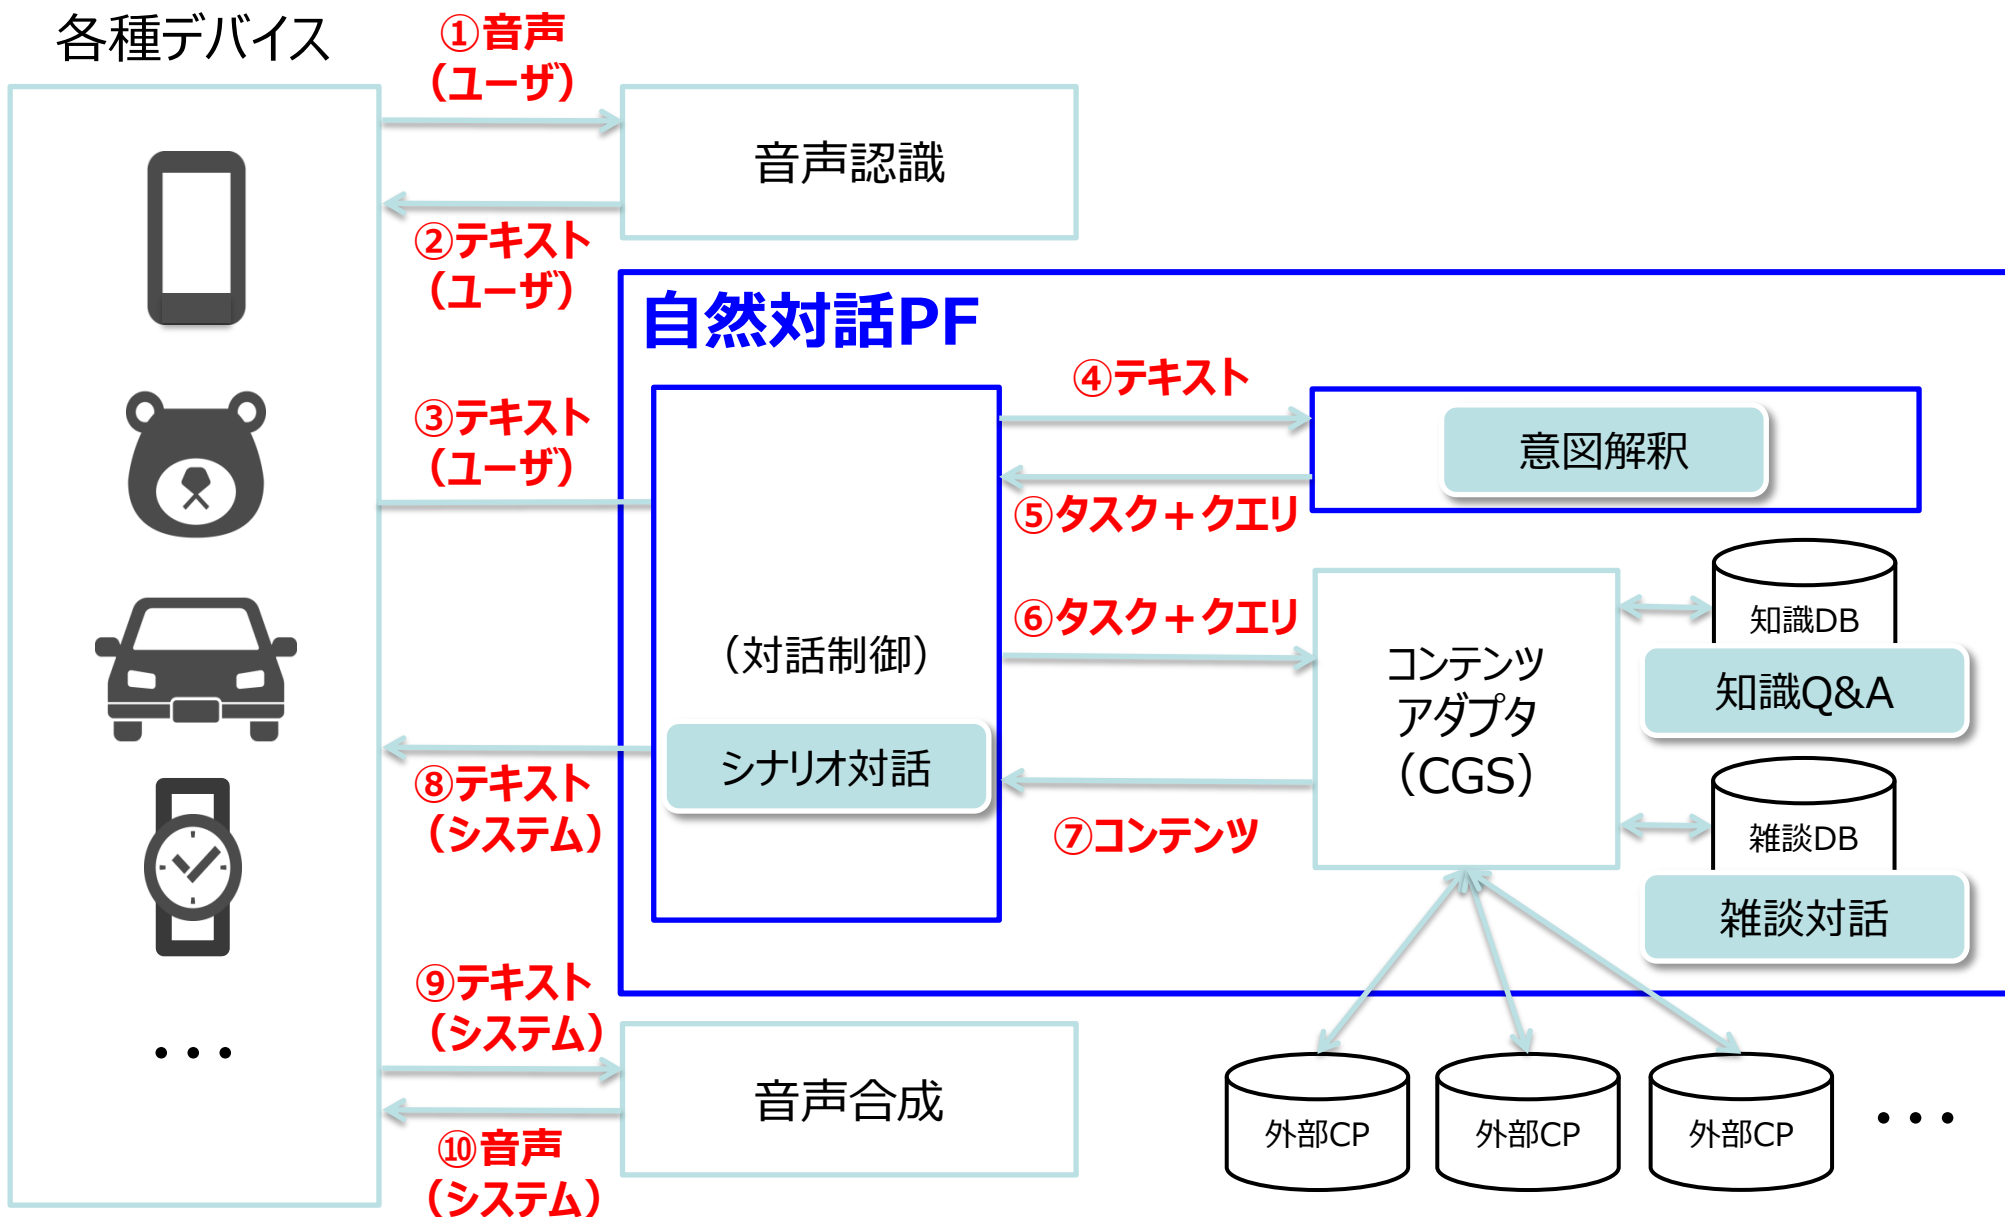 各種デバイス
①音声
（ユーザ）
音声認識
②テキスト
（ユーザ）
自然対話PF
③テキスト
（ユーザ）
④テキスト
意図解釈
⑤タスク＋クエリ
⑥タスク＋クエリ
（対話制御）
シナリオ対話
コンテンツ
アダプタ
（CGS）
知識DB
知識Q&A
雑談DB
雑談対話
⑦コンテンツ
⑧テキスト
（システム）
⑨テキスト
（システム）
音声合成
⑩音声
（システム）
・・・
外部CP
外部CP
外部CP
・・・